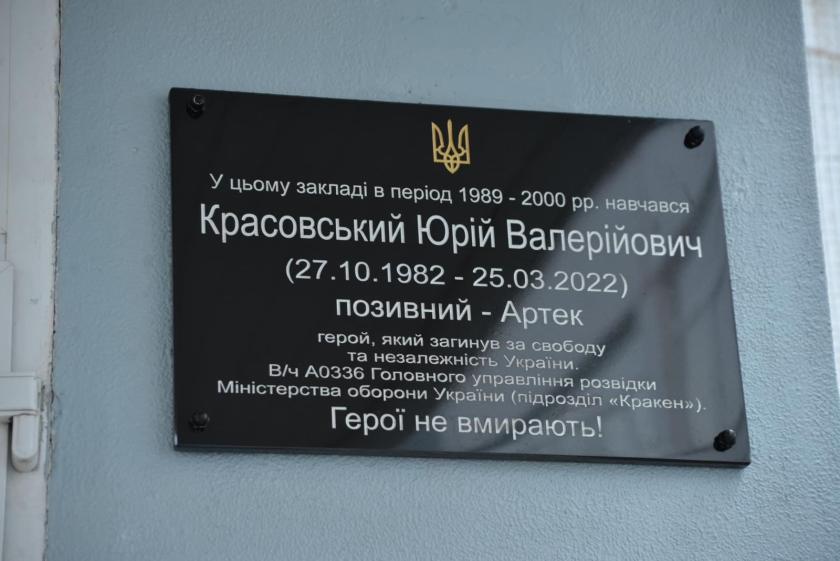 У цьому закладі в період 1989 - 2000 рр. навчався
Красовський Юрій Валерійович
(27.10.1982 - 25.03.2022)
позивний - Артек
герой, який загинув за свободу
та незалежність України.
В/ч А0336 Головного управління розвідки
Міністерства оборони України (підрозділ «Кракен»).
Герої не вмирають!